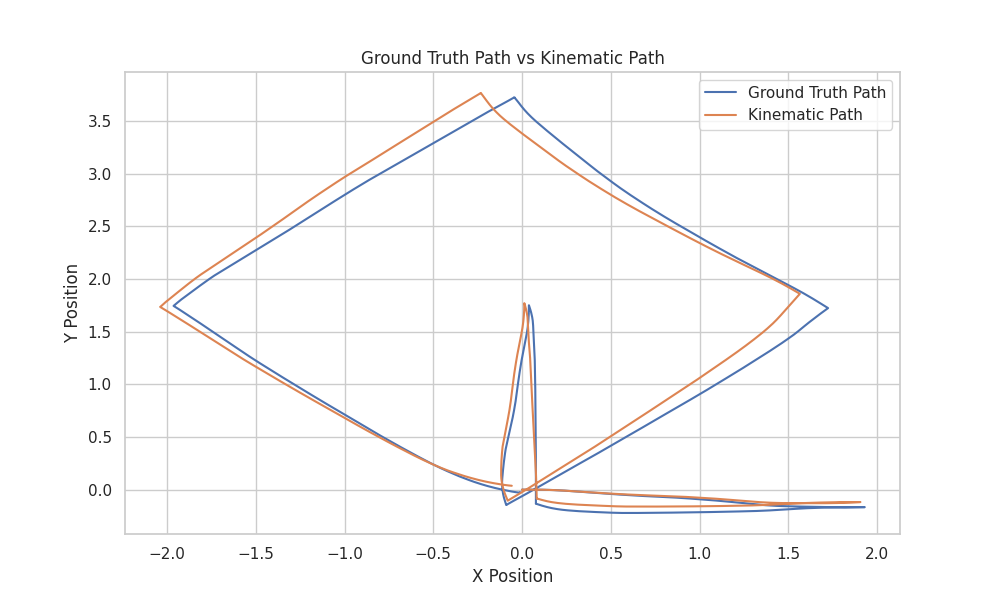 Ground Truth Path vs Kinematic Path
Ground Truth Path
Kinematic Path
Y Position
3.5
3.0
2.5
2.0
1.5
1.0
0.5
0.0
−2.0 −1.5 −1.0 −0.5 0.0 0.5 1.0 1.5 2.0
X Position